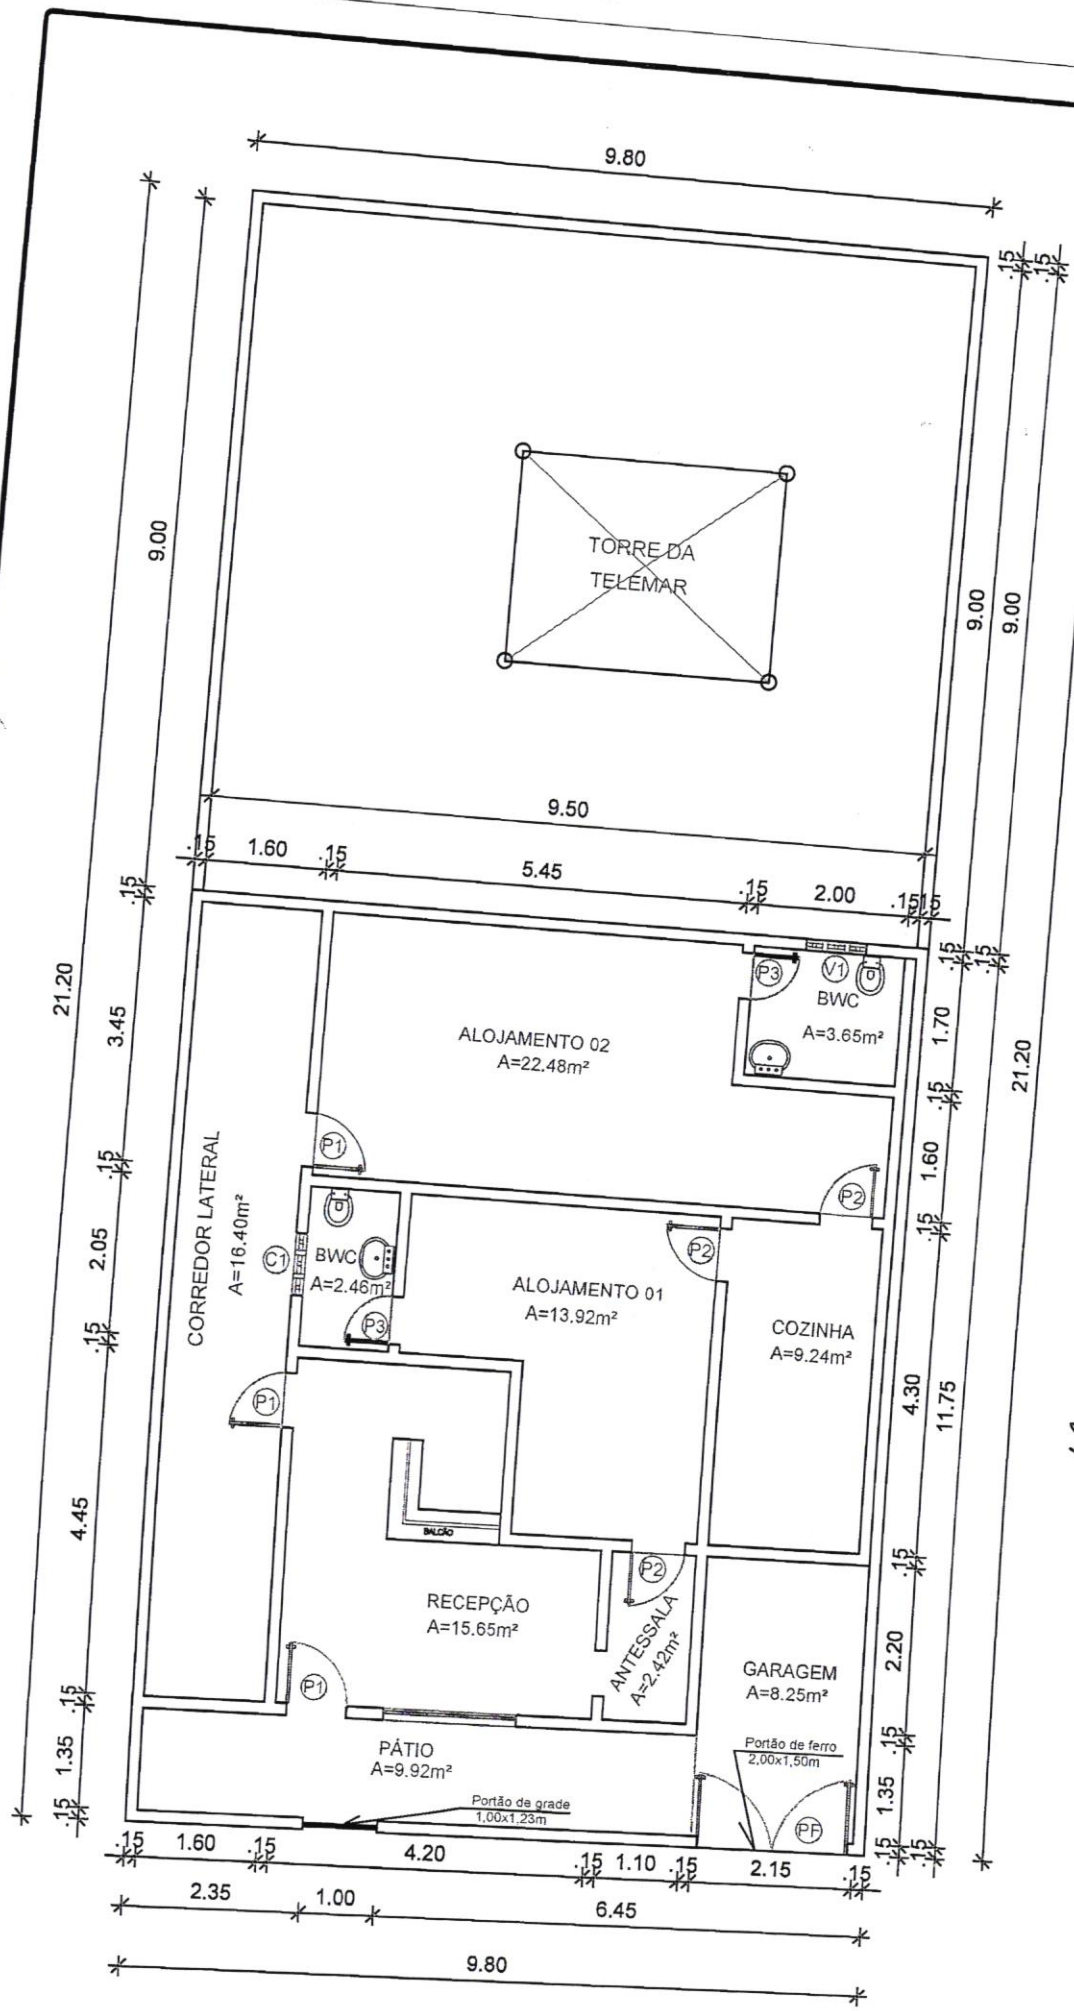 9.80
.15
.15
9.00
9.00
9.00
TORRE DA
TELEMAR
9.50
.15
1.60
.15
5.45
.15
2.00
.15
.15
.15
.15
.15
21.20
3.45
ALOJAMENTO 02
A=22.48m²
P3
V1
BWC
A=3.65m²
1.70
21.20
.15
1.60
P1
P2
.15
.15
2.05
CORREDOR LATERAL
A=16.40m²
C1
BWC
A=2.46m²
P3
P2
ALOJAMENTO 01
A=13.92m²
COZINHA
A=9.24m²
4.30
11.75
.15
P1
4.45
BALCÃO
.15
P2
RECEPÇÃO
A=15.65m²
ANTESSALA
A=2.42m²
GARAGEM
A=8.25m²
2.20
P1
.15
PÁTIO
A=9.92m²
Portão de ferro
2,00x1,50m
.15
1.35
Portão de grade
1,00x1,23m
PF
1.35
.15
.15
.15
.15
1.60
.15
4.20
.15
1.10
.15
2.15
.15
2.35
1.00
6.45
9.80